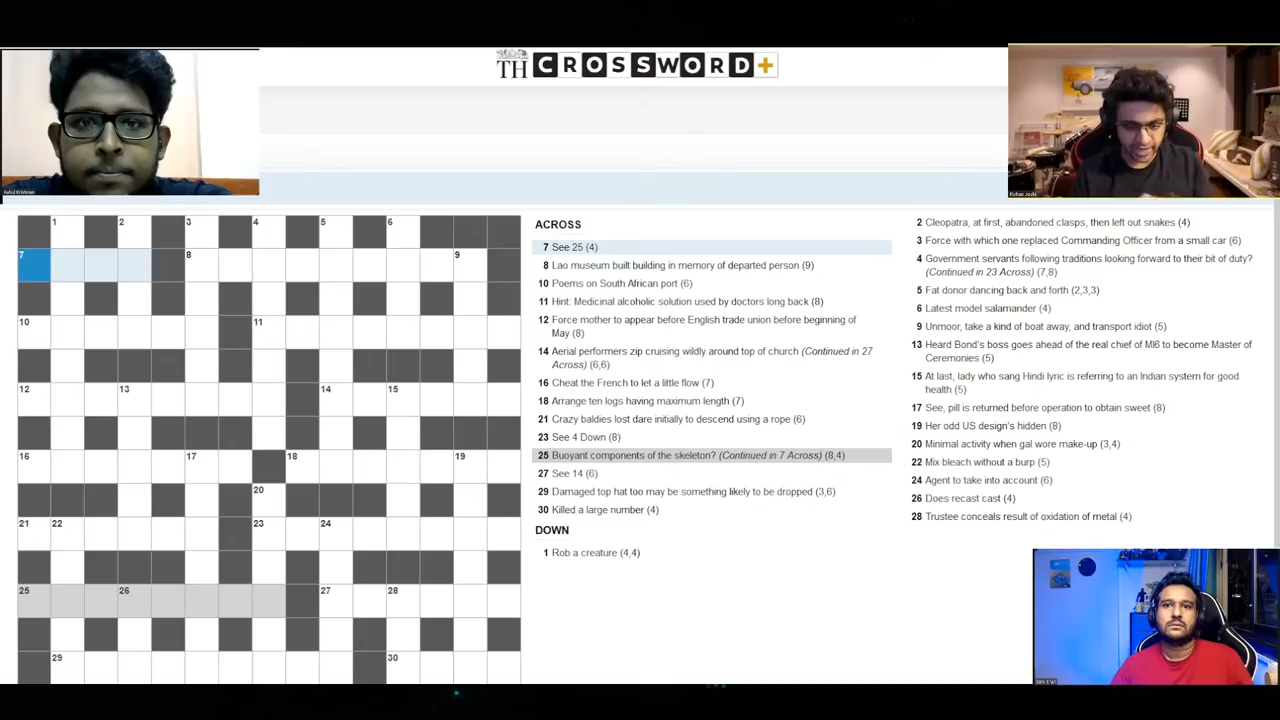 TH CROSSWORD+
Rahul Krishnan
Rohan Joshi
1 2 3 4 5 6
7 8 9
10 11
12 13 14 15
16 17 18 19
20
21 22 23 24
25 26 27 28
29 30
ACROSS
7 See 25 (4)
8 Lao museum built building in memory of departed person (9)
10 Poems on South African port (6)
11 Hint: Medicinal alcoholic solution used by doctors long back (8)
12 Force mother to appear before English trade union before beginning of
May (8)
14 Aerial performers zip cruising wildly around top of church (Continued in 27
Across) (6,6)
16 Cheat the French to let a little flow (7)
18 Arrange ten logs having maximum length (7)
21 Crazy baldies lost dare initially to descend using a rope (6)
23 See 4 Down (8)
25 Buoyant components of the skeleton? (Continued in 7 Across) (8,4)
27 See 14 (6)
29 Damaged top hat too may be something likely to be dropped (3,6)
30 Killed a large number (4)
DOWN
1 Rob a creature (4,4)
2 Cleopatra, at first, abandoned clasps, then left out snakes (4)
3 Force with which one replaced Commanding Officer from a small car (6)
4 Government servants following traditions looking forward to their bit of duty?
(Continued in 23 Across) (7,8)
5 Fat donor dancing back and forth (2,3,3)
6 Latest model salamander (4)
9 Unmoor, take a kind of boat away, and transport idiot (5)
13 Heard Bond's boss goes ahead of the real chief of MI6 to become Master of
Ceremonies (5)
15 At last, lady who sang Hindi lyric is referring to an Indian system for good
health (5)
17 See, pill is returned before operation to obtain sweet (8)
19 Her odd US design's hidden (8)
20 Minimal activity when gal wore make-up (3,4)
22 Mix bleach without a burp (5)
24 Agent to take into account (6)
26 Does recast cast (4)
28 Trustee conceals result of oxidation of metal (4)